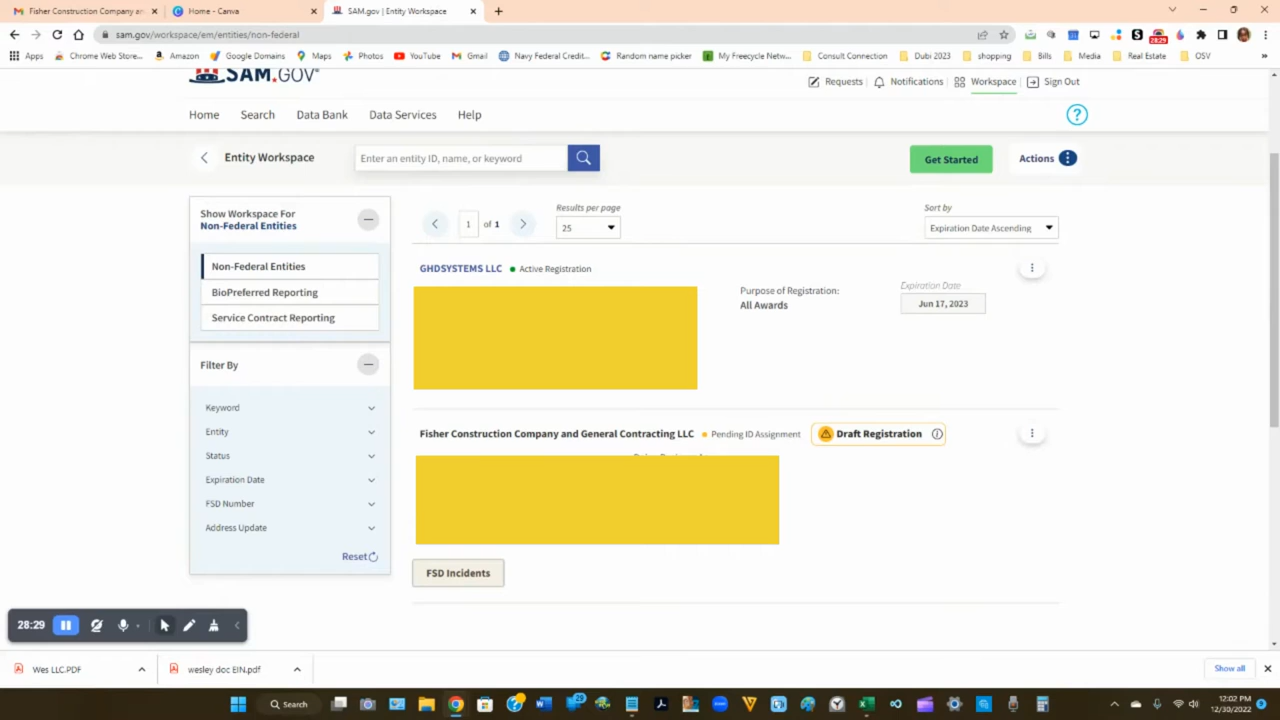 Fisher Construction Company an
Home - Canva
SAM.gov | Entity Workspace
sam.gov/workspace/em/entities/non-federal
28:29
Apps
Chrome Web Store...
Amazon
Google Domains
Maps
Photos
YouTube
Gmail
Navy Federal Credit...
Random name picker
My Freecycle Netw...
Consult Connection
Dubi 2023
shopping
Bills
Media
Real Estate
OSV
SAM.GOV®
Requests
Notifications
Workspace
Sign Out
Home
Search
Data Bank
Data Services
Help
Entity Workspace
Enter an entity ID, name, or keyword
Get Started
Actions
Show Workspace For
Non-Federal Entities
Non-Federal Entities
BioPreferred Reporting
Service Contract Reporting
Filter By
Keyword
Entity
Status
Expiration Date
FSD Number
Address Update
Reset
1 of 1
Results per page
25
Sort by
Expiration Date Ascending
GHDSYSTEMS LLC
Active Registration
Purpose of Registration:
All Awards
Expiration Date
Jun 17, 2023
Fisher Construction Company and General Contracting LLC
Pending ID Assignment
Draft Registration
FSD Incidents
28:29
Wes LLC.PDF
wesley doc EIN.pdf
Show all
Search
29
12:02 PM
12/30/2022